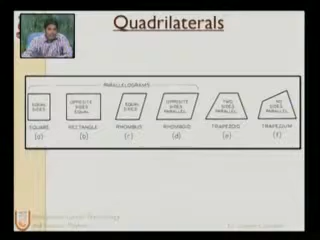 Quadrilaterals
PARALLELOGRAMS
EQUAL SIDES
OPPOSITE SIDES EQUAL
EQUAL SIDES
OPPOSITE SIDES PARALLEL
TWO SIDES PARALLEL
NO SIDES PARALLEL
SQUARE
RECTANGLE
RHOMBUS
RHOMBOID
TRAPEZOID
TRAPEZIUM
(a)
(b)
(c)
(d)
(e)
(f)